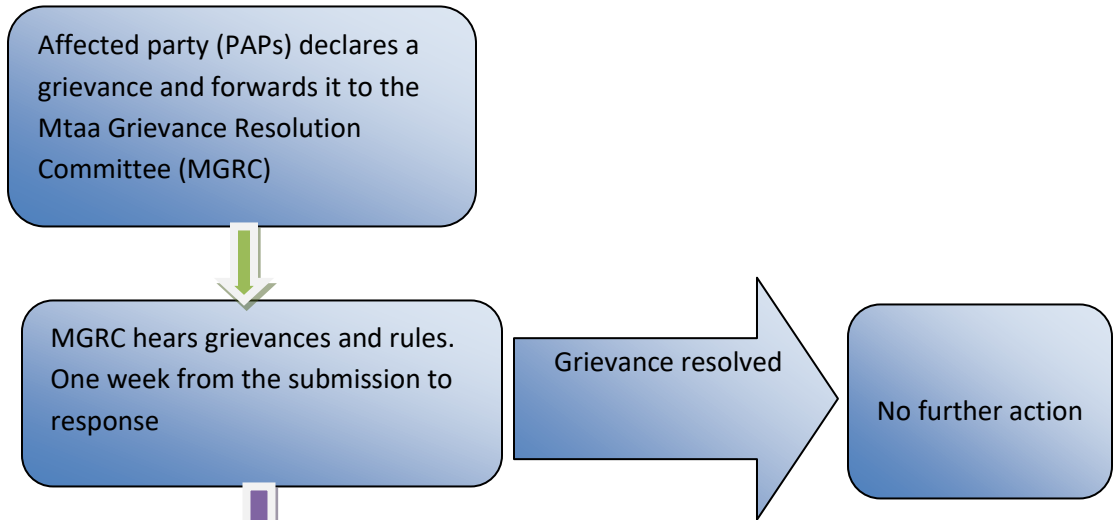 Affected party (PAPs) declares a
grievance and forwards it to the
Mtaa Grievance Resolution
Committee (MGRC)
MGRC hears grievances and rules.
One week from the submission to
response
Grievance resolved
No further action